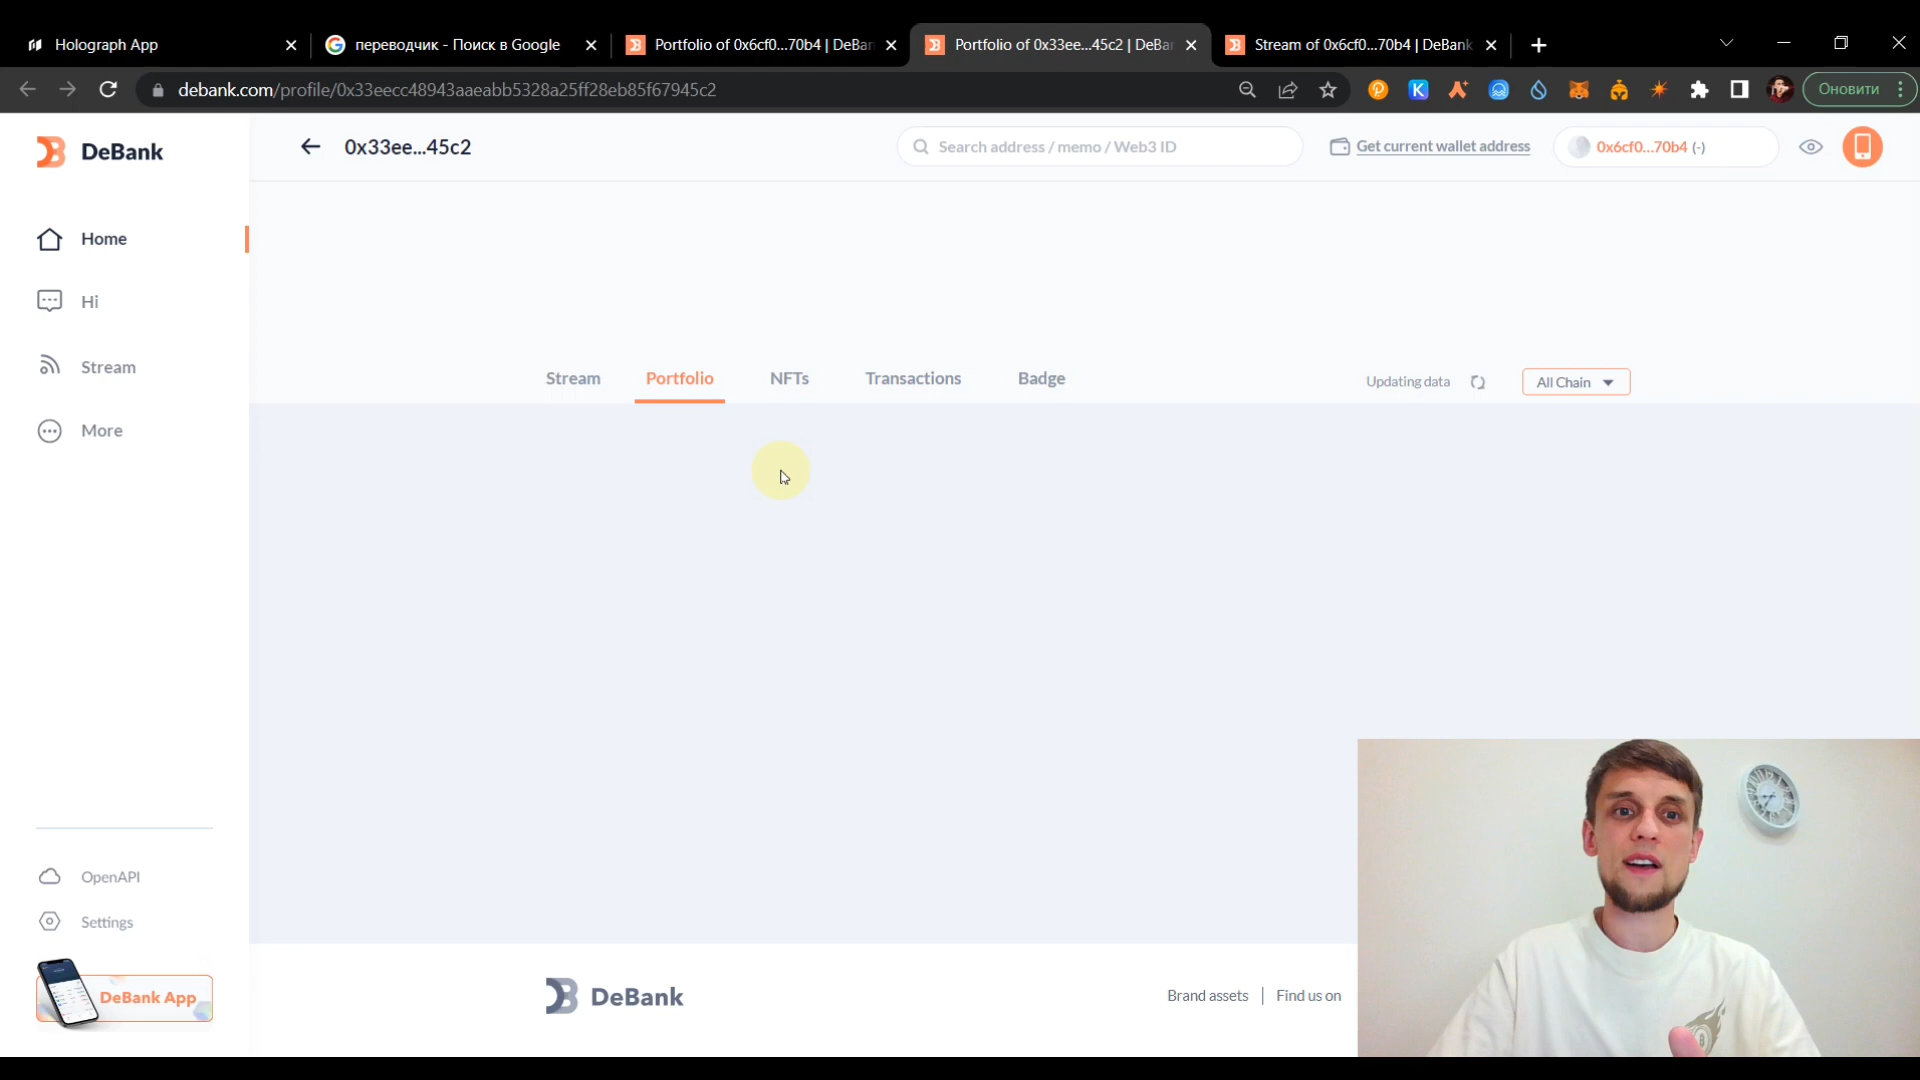 Holograph App
переводчик - Поиск в Google
Portfolio of 0x6cf0...70b4 | DeBan
Portfolio of 0x33ee...45c2 | DeBa
Stream of 0x6cf0...70b4 | DeBank
debank.com/profile/0x33eecc48943aaeabb5328a25ff28eb85f67945c2
Оновити
DeBank
0x33ee...45c2
Search address / memo / Web3 ID
Get current wallet address
0x6cf0...70b4 (-)
Home
Hi
Stream
More
Stream
Portfolio
NFTs
Transactions
Badge
Updating data
All Chain
OpenAPI
Settings
DeBank App
DeBank
Brand assets
Find us on